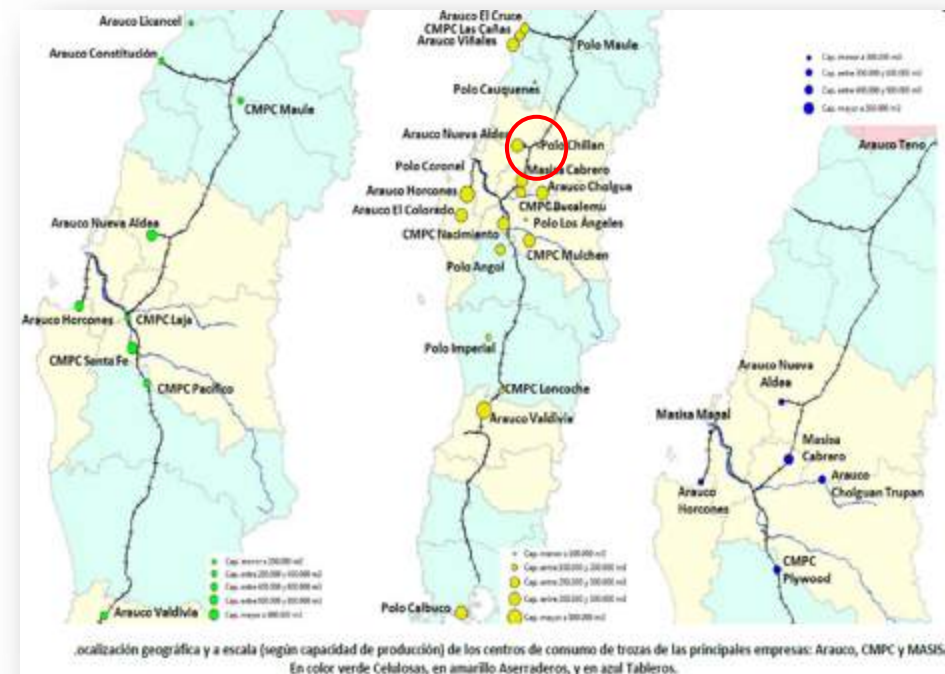 Arauco Licancel
Arauco Constitución
CMPC Maule
Arauco Nueva Aldea
Arauco Horcones
CMPC Laja
CMPC Santa Fe
CMPC Pacifico
Arauco Valdivia
Arauco El Cruce
CMPC Las Cañas
Arauco Viñales
Polo Maule
Polo Cauquenes
Arauco Nueva Aldea
Polo Chillan
Polo Coronel
Masisa Cabrero
Arauco Horcones
Arauco Cholgua
Arauco El Colorado
CMPC Bucalemu
Polo Los Ángeles
CMPC Nacimiento
CMPC Mulchen
Polo Angol
Polo Imperial
CMPC Loncoche
Arauco Valdivia
Polo Calbuco
Arauco Teno
Arauco Nueva
Aldea
Masisa Mapal
Masisa
Cabrero
Arauco
Cholguan Trupan
Arauco
Horcones
CMPC
Plywood
.ocalización geográfica y a escala (según capacidad de producción) de los centros de consumo de trozas de las principales empresas: Arauco, CMPC y MASIS
En color verde Celulosas, en amarillo Aserraderos, y en azul Tableros.